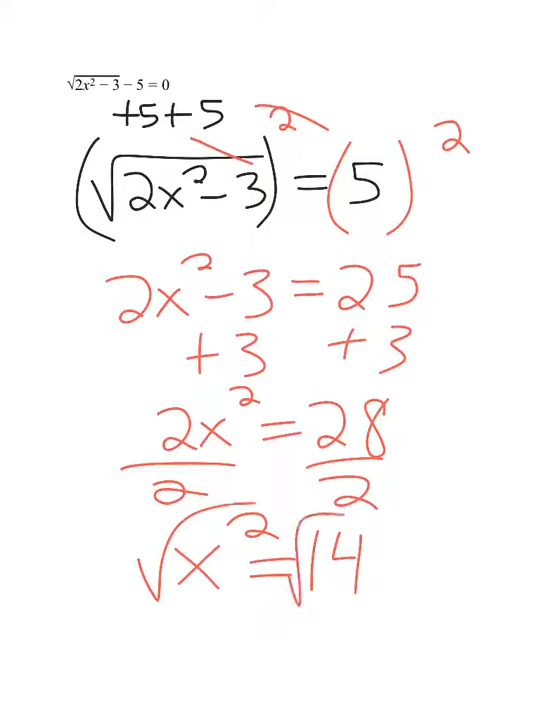 √(2x² − 3) − 5 = 0
+5 + 5
(√(2x² − 3))² = (5)²
2x² − 3 = 25
+ 3 + 3
2x² = 28
2 2
√x² = √14